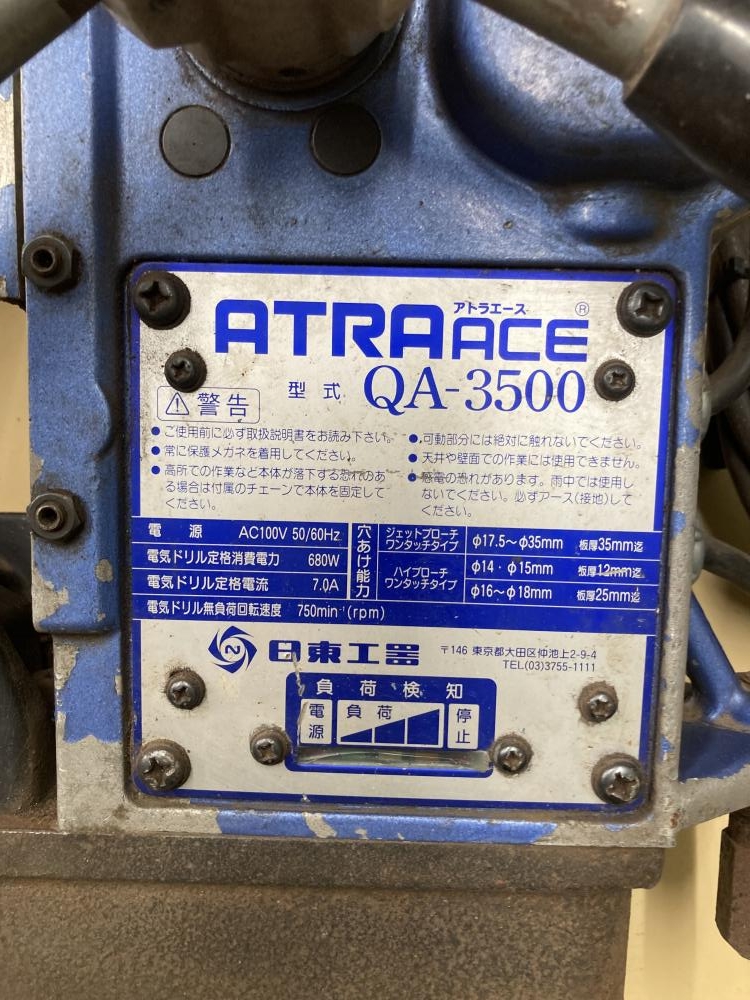 アトラエース
ATRAACE®
型式 QA-3500
⚠警告
●ご使用前に必ず取扱説明書をお読み下さい。
●常に保護メガネを着用してください。
●高所での作業など本体が落下する恐れのあ
る場合は付属のチェーンで本体を固定して
ください。
●可動部分には絶対に触れないでください。
●天井や壁面での作業には使用できません。
●感電の恐れがあります。雨中では使用し
ないでください。必ずアース(接地)して
ください。
電源 AC100V 50/60Hz
電気ドリル定格消費電力 680W
電気ドリル定格電流 7.0A
電気ドリル無負荷回転速度 750min⁻¹(rpm)
穴あけ能力
ジェットブローチ
ワンタッチタイプ
φ17.5～φ35mm 板厚35mm迄
ハイブローチ
ワンタッチタイプ
φ14・φ15mm 板厚12mm迄
φ16～φ18mm 板厚25mm迄
日東工器
〒146 東京都大田区仲池上2-9-4
TEL(03)3755-1111
負荷検知
電源 負荷 停止